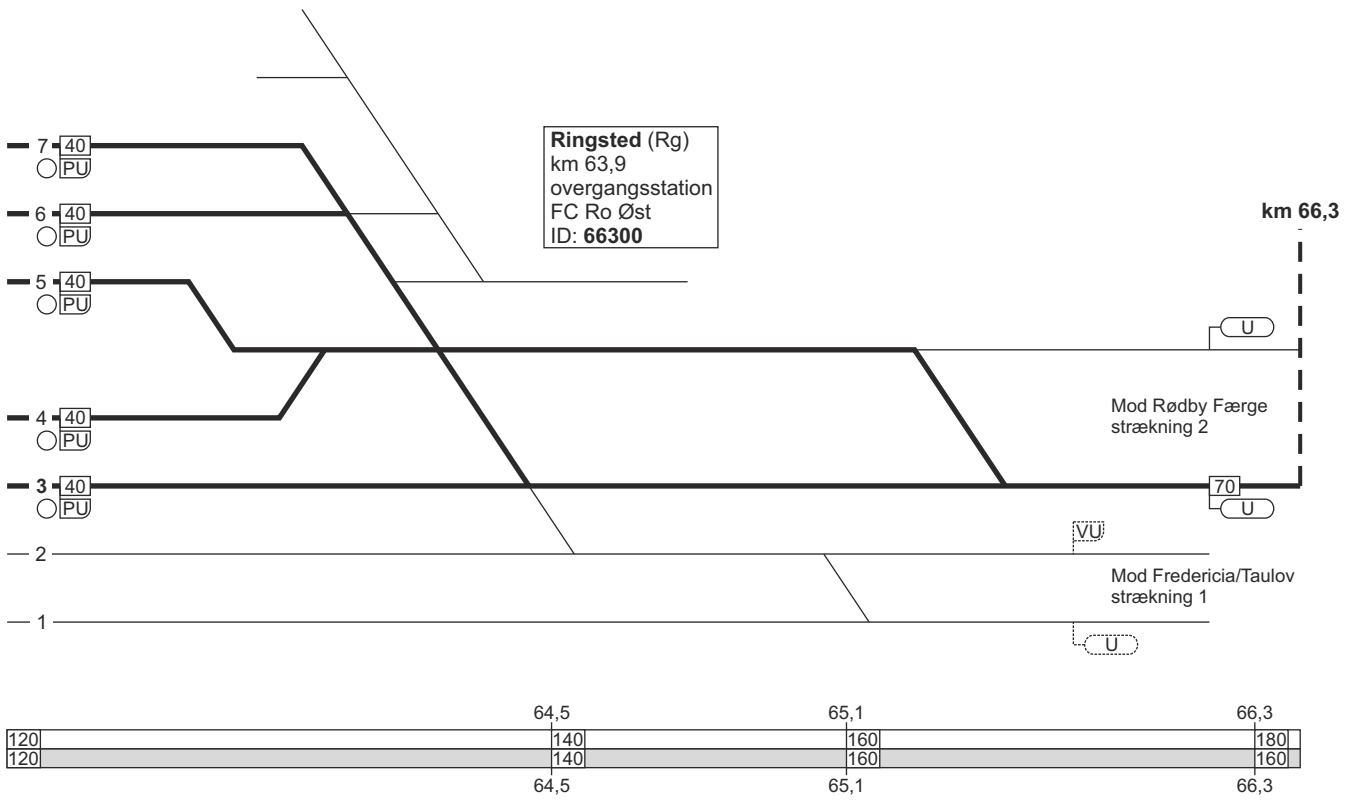 7 40
PU
6 40
PU
5 40
PU
4 40
PU
3 40
PU
2
1
Ringsted (Rg)
km 63,9
overgangsstation
FC Ro Øst
ID: 66300
km 66,3
U
Mod Rødby Færge
strækning 2
70
U
VU
Mod Fredericia/Taulov
strækning 1
U
64,5 65,1 66,3
120 140 160 180
120 140 160 160
64,5 65,1 66,3